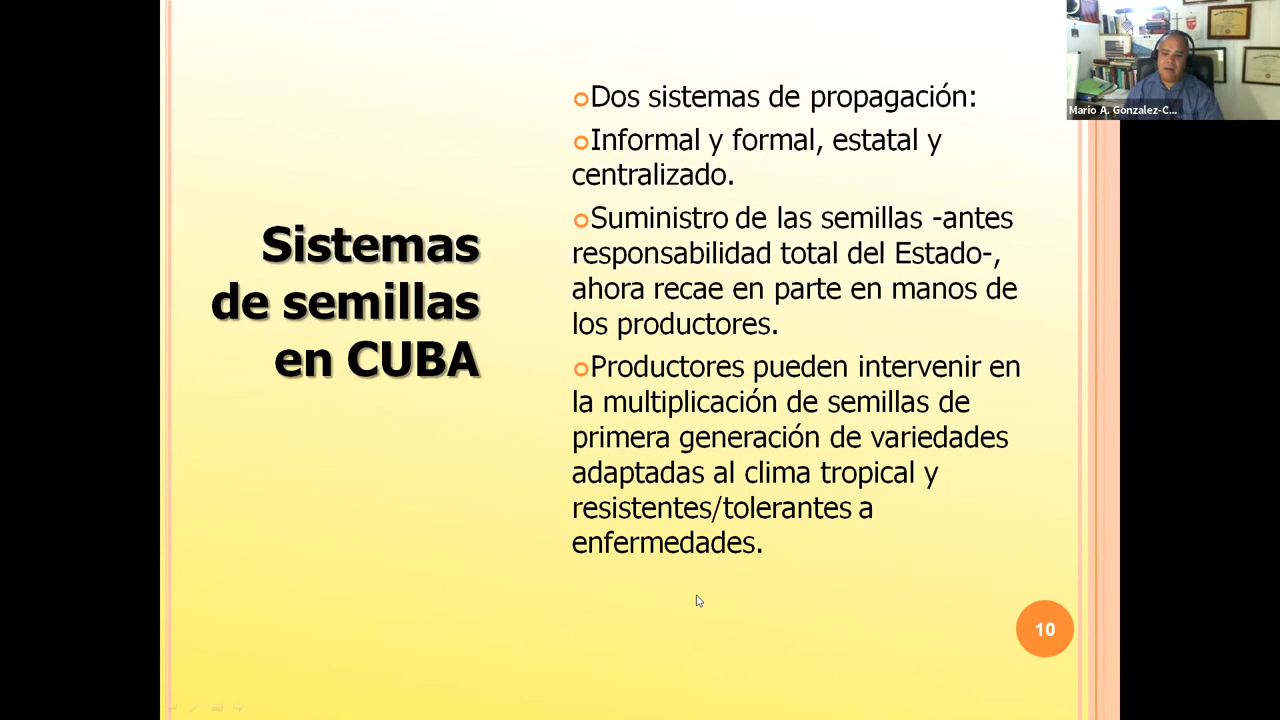 Sistemas
de semillas
en CUBA
Dos sistemas de propagación:
Informal y formal, estatal y
centralizado.
Suministro de las semillas -antes
responsabilidad total del Estado-,
ahora recae en parte en manos de
los productores.
Productores pueden intervenir en
la multiplicación de semillas de
primera generación de variedades
adaptadas al clima tropical y
resistentes/tolerantes a
enfermedades.
10
Mario A. Gonzalez-C...